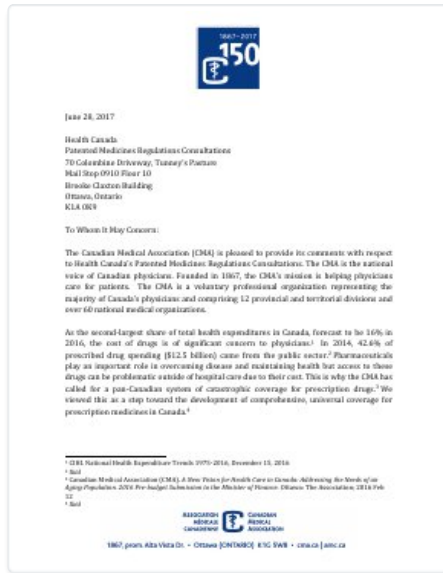 1867-2017
150
June 28, 2017
Health Canada
Patented Medicines Regulations Consultations
70 Colombine Driveway, Tunney's Pasture
Mail Stop 0910 Floor 10
Brooke Claxton Building
Ottawa, Ontario
K1A 0K9
To Whom It May Concern:
The Canadian Medical Association (CMA) is pleased to provide its comments with respect
to Health Canada's Patented Medicines Regulations Consultations. The CMA is the national
voice of Canadian physicians. Founded in 1867, the CMA's mission is helping physicians
care for patients. The CMA is a voluntary professional organization representing the
majority of Canada's physicians and comprising 12 provincial and territorial divisions and
over 60 national medical organizations.
As the second-largest share of total health expenditures in Canada, forecast to be 16% in
2016, the cost of drugs is of significant concern to physicians.¹ In 2014, 42.6% of
prescribed drug spending ($12.5 billion) came from the public sector.² Pharmaceuticals
play an important role in overcoming disease and maintaining health but access to these
drugs can be problematic outside of hospital care due to their cost. This is why the CMA has
called for a pan-Canadian system of catastrophic coverage for prescription drugs.³ We
viewed this as a step toward the development of comprehensive, universal coverage for
prescription medicines in Canada.⁴
¹ CIHI. National Health Expenditure Trends 1975-2016, December 15, 2016
² Ibid
³ Canadian Medical Association (CMA). A New Vision for Health Care in Canada: Addressing the Needs of an
Aging Population. 2016 Pre-budget Submission to the Minister of Finance. Ottawa: The Association; 2016 Feb
12
⁴ Ibid
ASSOCIATION MÉDICALE CANADIENNE
CANADIAN MEDICAL ASSOCIATION
1867, prom. Alta Vista Dr. • Ottawa (ONTARIO) K1G 5W8 • cma.ca | amc.ca